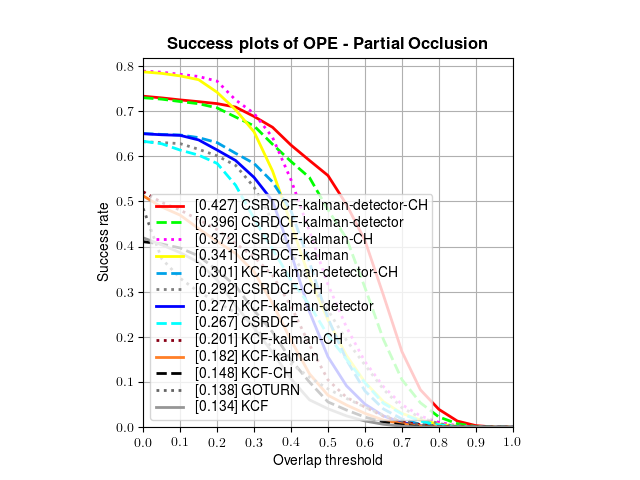 Success plots of OPE - Partial Occlusion
0.8
0.7
0.6
0.5
0.4
0.3
0.2
0.1
0.0
Success rate
[0.427] CSRDCF-kalman-detector-CH
[0.396] CSRDCF-kalman-detector
[0.372] CSRDCF-kalman-CH
[0.341] CSRDCF-kalman
[0.301] KCF-kalman-detector-CH
[0.292] CSRDCF-CH
[0.277] KCF-kalman-detector
[0.267] CSRDCF
[0.201] KCF-kalman-CH
[0.182] KCF-kalman
[0.148] KCF-CH
[0.138] GOTURN
[0.134] KCF
0.0 0.1 0.2 0.3 0.4 0.5 0.6 0.7 0.8 0.9 1.0
Overlap threshold